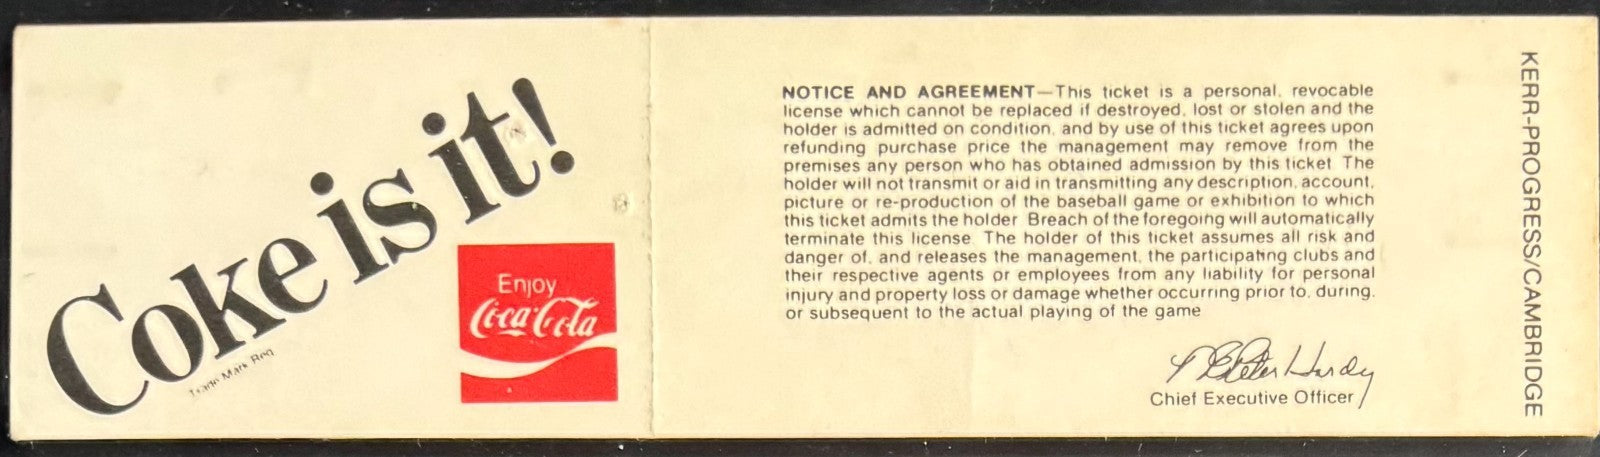 Coke is it!
Trade Mark Reg.
Enjoy
Coca-Cola
NOTICE AND AGREEMENT—This ticket is a personal, revocable
license which cannot be replaced if destroyed, lost or stolen and the
holder is admitted on condition, and by use of this ticket agrees upon
refunding purchase price the management may remove from the
premises any person who has obtained admission by this ticket. The
holder will not transmit or aid in transmitting any description, account,
picture or re-production of the baseball game or exhibition to which
this ticket admits the holder. Breach of the foregoing will automatically
terminate this license. The holder of this ticket assumes all risk and
danger of, and releases the management, the participating clubs and
their respective agents or employees from any liability for personal
injury and property loss or damage whether occurring prior to, during,
or subsequent to the actual playing of the game
Peter Hardy
Chief Executive Officer
KERR-PROGRESS/CAMBRIDGE